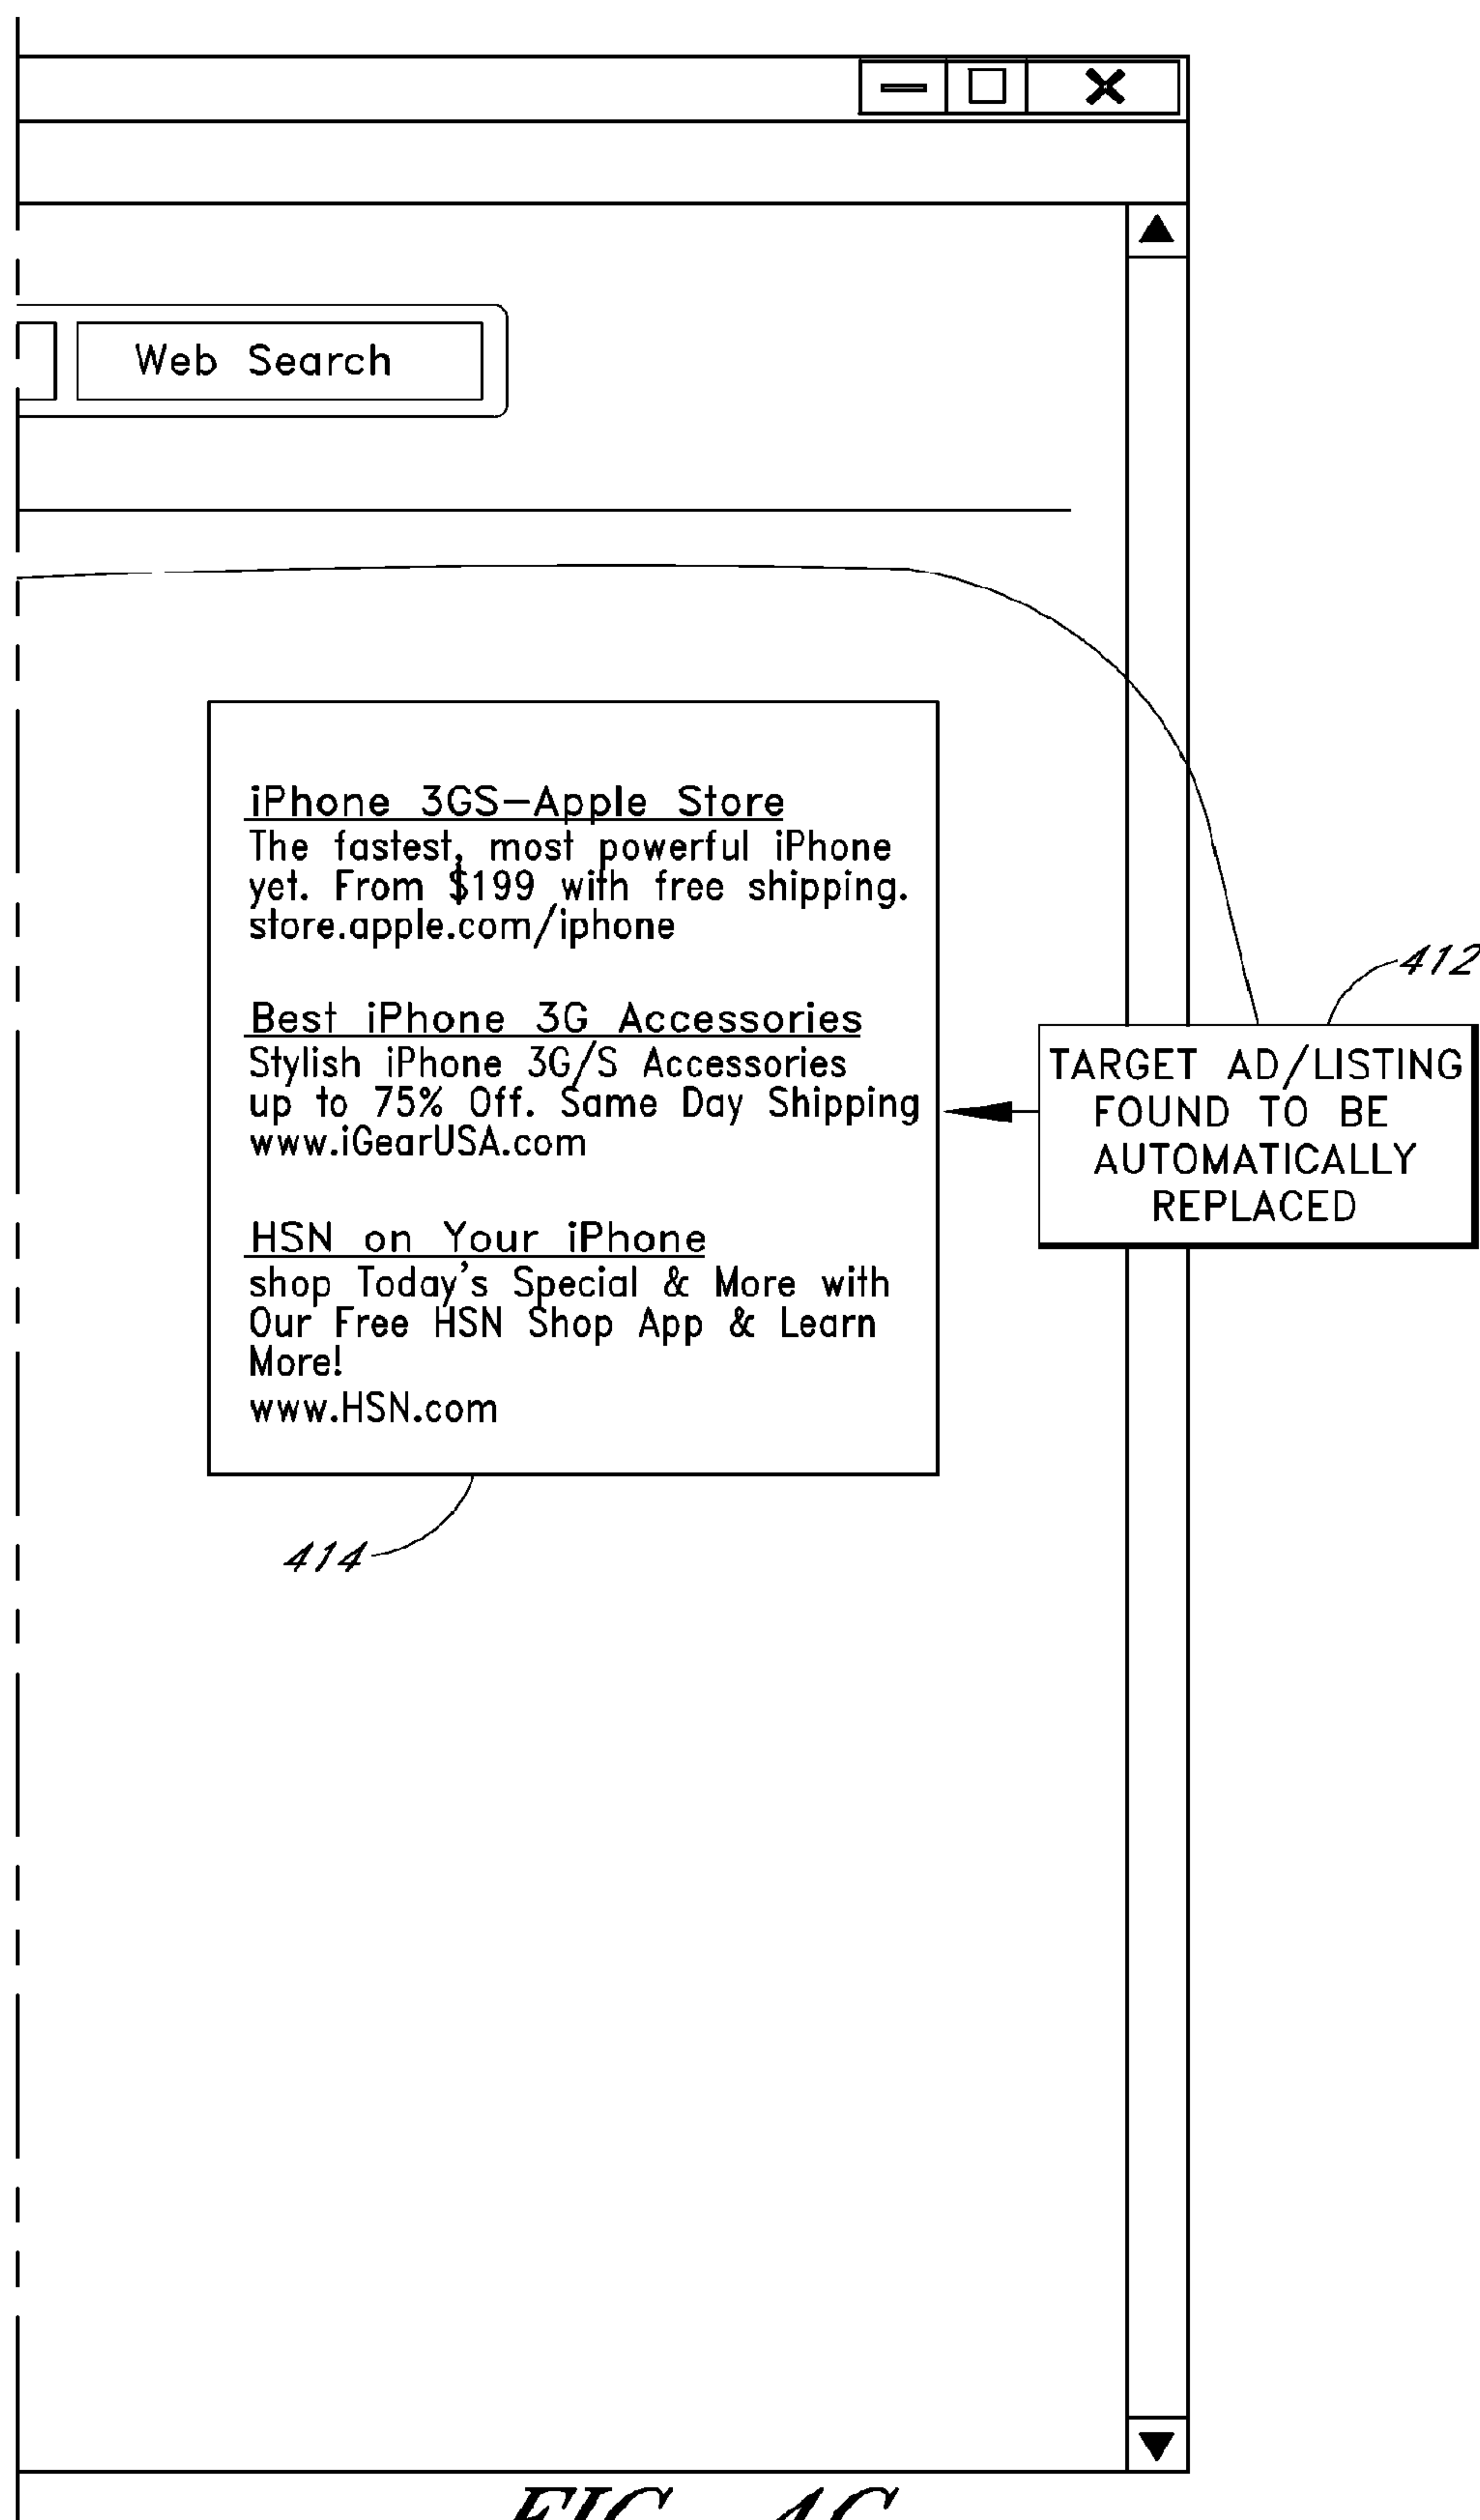 Web Search
iPhone 3GS-Apple Store
The fastest, most powerful iPhone
yet. From $199 with free shipping.
store.apple.com/iphone
412
Best iPhone 3G Accessories
Stylish iPhone 3G/S Accessories
up to 75% Off. Same Day Shipping
www.iGearUSA.com
TARGET AD/LISTING
FOUND TO BE
AUTOMATICALLY
REPLACED
HSN on Your iPhone
shop Today's Special & More with
Our Free HSN Shop App & Learn
More!
www.HSN.com
414
FIG. 4C